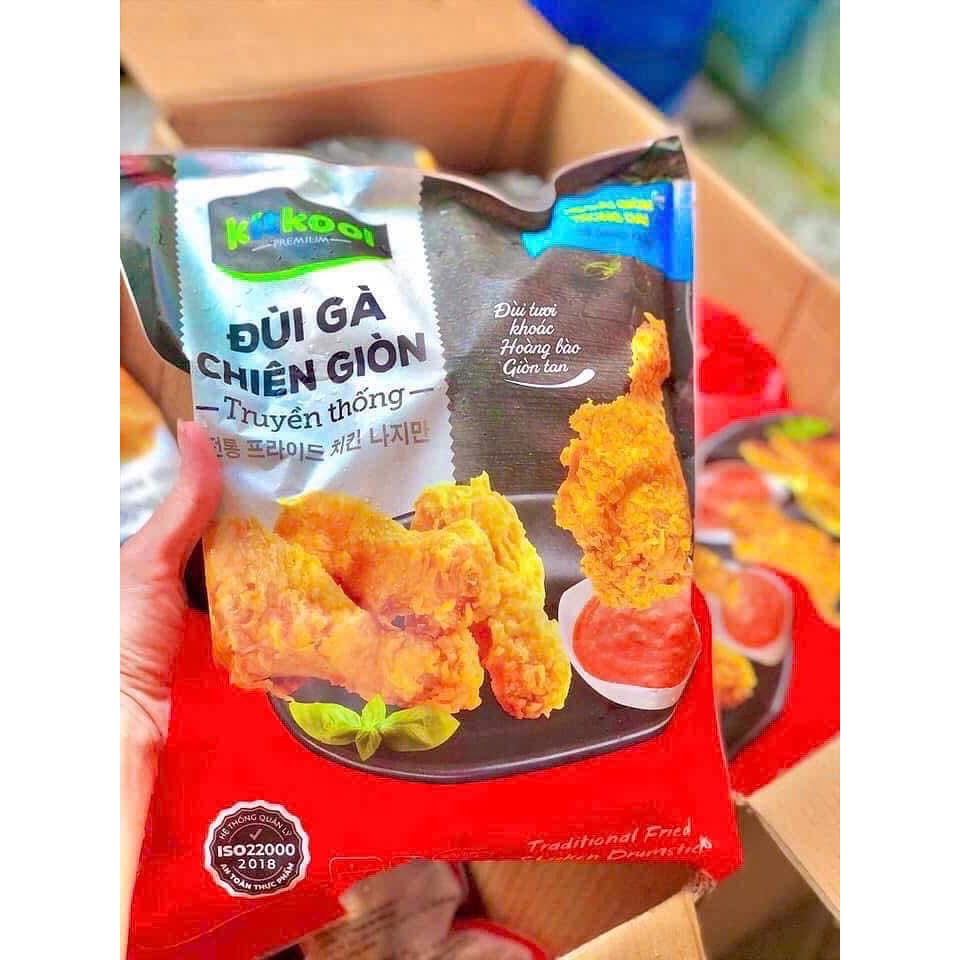 kokool
PREMIUM
ĐÙI GÀ
CHIÊN GIÒN
Truyền thống
전통 프라이드 치킨 나지만
Đùi tươi
khoác
Hoàng bào
Giòn tan
HỆ THỐNG QUẢN LÝ
ISO22000
2018
AN TOÀN THỰC PHẨM
Traditional Fried
Chicken Drumstick